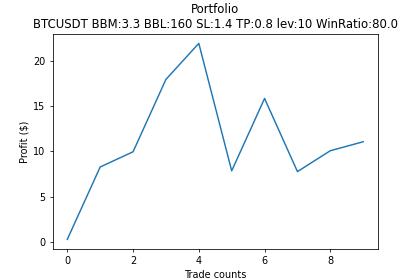 Portfolio
BTCUSDT BBM:3.3 BBL:160 SL:1.4 TP:0.8 lev:10 WinRatio:80.0
20
15
10
5
0
Profit ($)
0 2 4 6 8
Trade counts